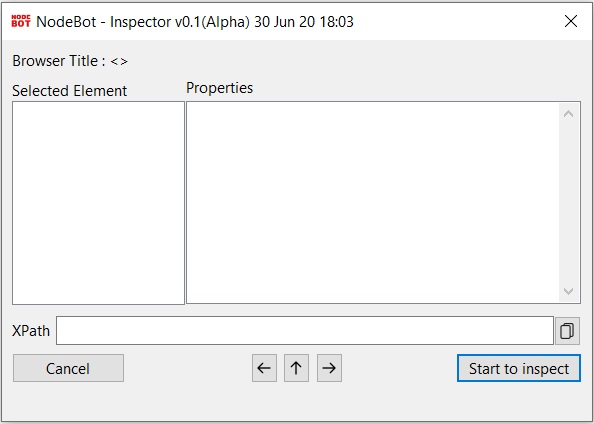 NODE
BOT
NodeBot - Inspector v0.1(Alpha) 30 Jun 20 18:03
Browser Title : <>
Selected Element
Properties
XPath
Cancel
Start to inspect